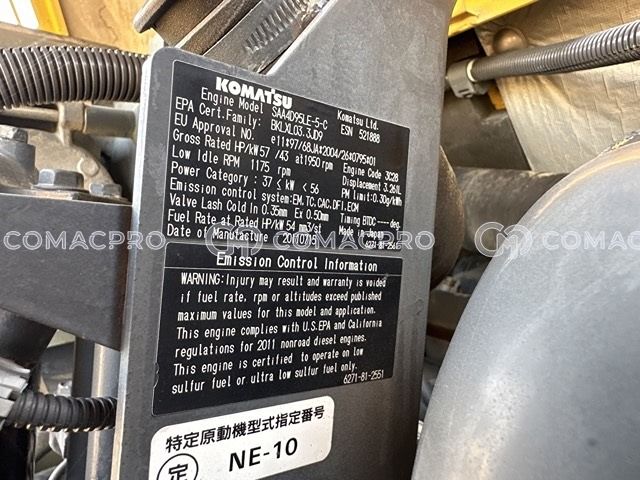 KOMATSU
Engine Model SAA4D95LE-5-C Komatsu Ltd.
EPA Cert.Family: BKLXL03.3JD9 ESN 521888
EU Approval NO. e11*97/68JA*2004/26*0795*01
Gross Rated HP/kW 57 /43 at 1950 rpm Engine Code 3C28
Low Idle RPM 1175 rpm Displacement 3.26 1L
Power Category: 37 ≤ kW < 56 PM limit:0.30g/kWh
Emission control system: EM.TC.CAC.DFI.ECM
Valve Lash Cold In 0.35mm Ex 0.50mm Timing BTDC ---deg.
Fuel Rate at Rated HP/kW 54 mm3/st Made in Japan
Date of Manufacture
COMACPRO COMACPRO COMACPRO
Emission Control Information
WARNING: Injury may result and warranty is voided
if fuel rate, rpm or altitudes exceed published
maximum values for this model and application.
This engine complies with U.S.EPA and California
regulations for 2011 nonroad diesel engines.
This engine is certified to operate on low
sulfur fuel or ultra low sulfur fuel only.
6271-81-2551
特定原動機型式指定番号
定 NE-10